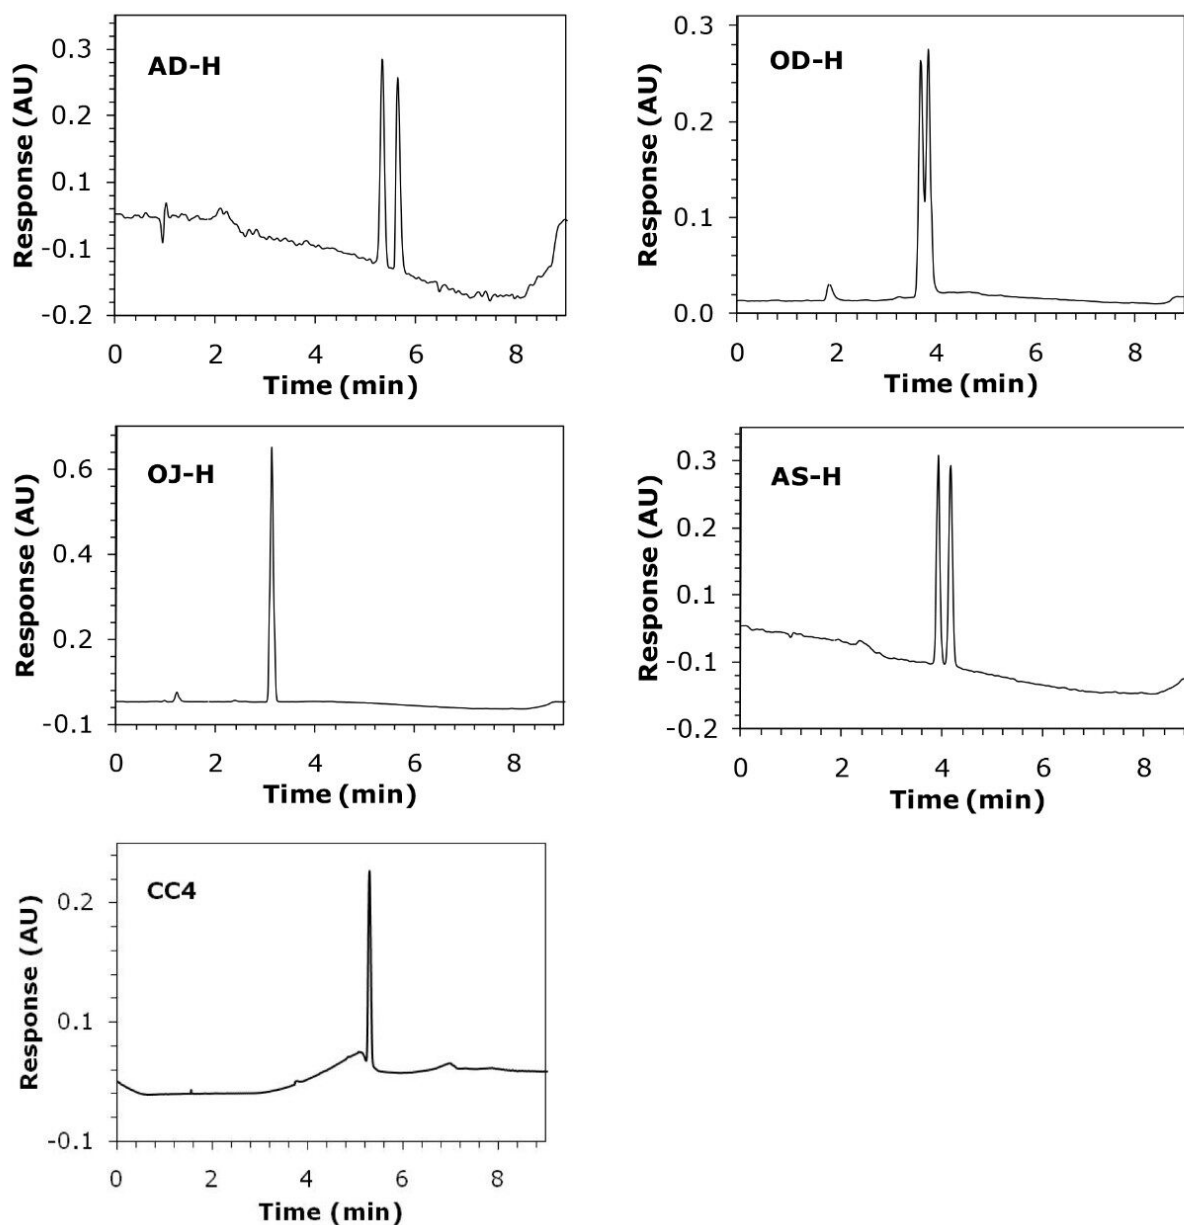 AD-H
Response (AU)
0.3
0.2
0.1
-0.1
-0.2
0 2 4 6 8
Time (min)
OD-H
Response (AU)
0.3
0.2
0.1
0.0
0 2 4 6 8
Time (min)
OJ-H
Response (AU)
0.6
0.4
0.2
-0.1
0 2 4 6 8
Time (min)
AS-H
Response (AU)
0.3
0.2
0.1
-0.1
-0.2
0 2 4 6 8
Time (min)
CC4
Response (AU)
0.2
0.1
-0.1
0 2 4 6 8
Time (min)